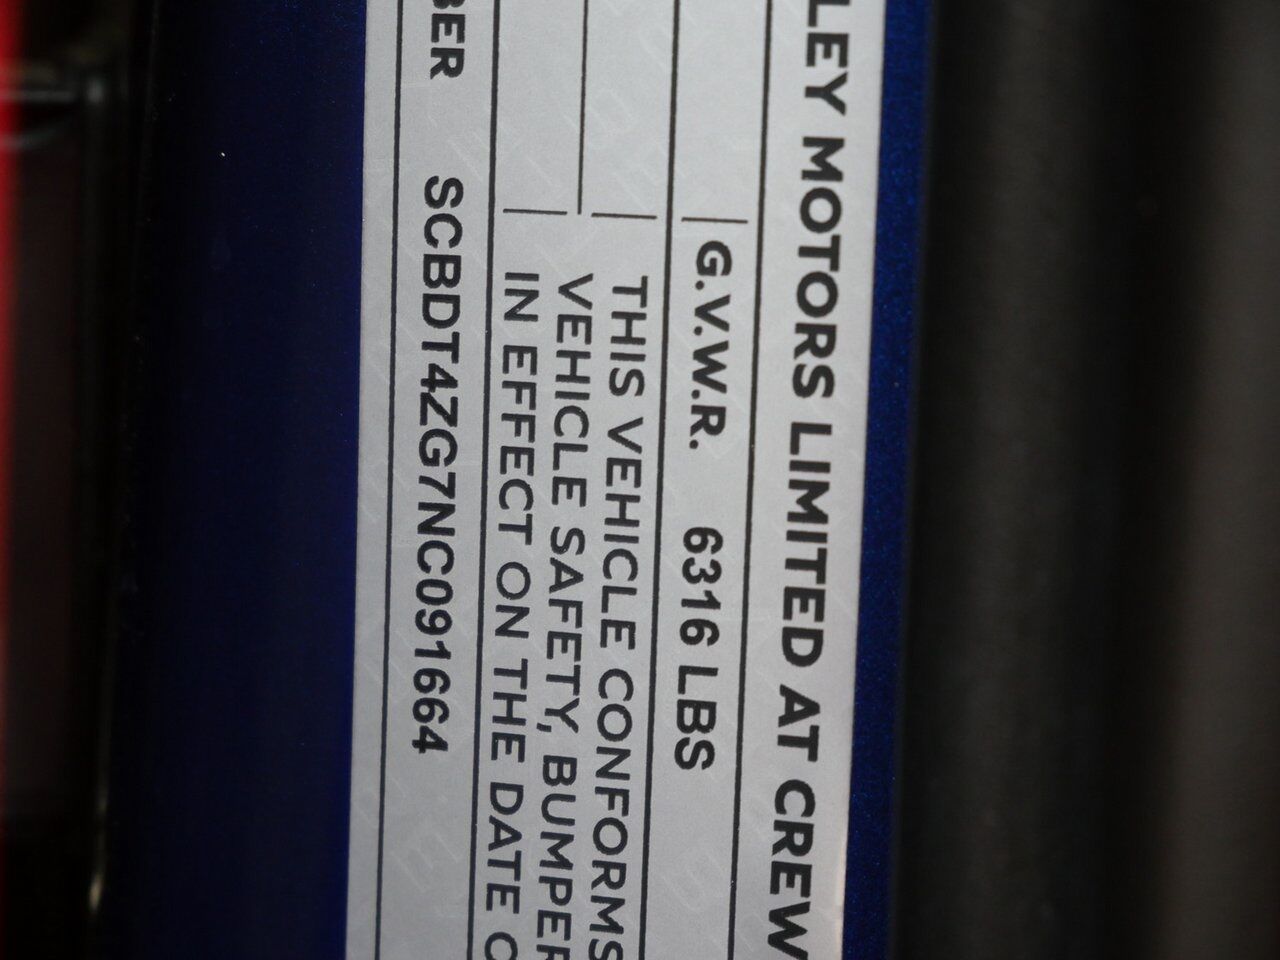 LEY MOTORS LIMITED AT CREW
G.V.W.R. 6316 LBS
THIS VEHICLE CONFORMS
VEHICLE SAFETY, BUMPER
IN EFFECT ON THE DATE O
BER SCBDT4ZG7NC091664